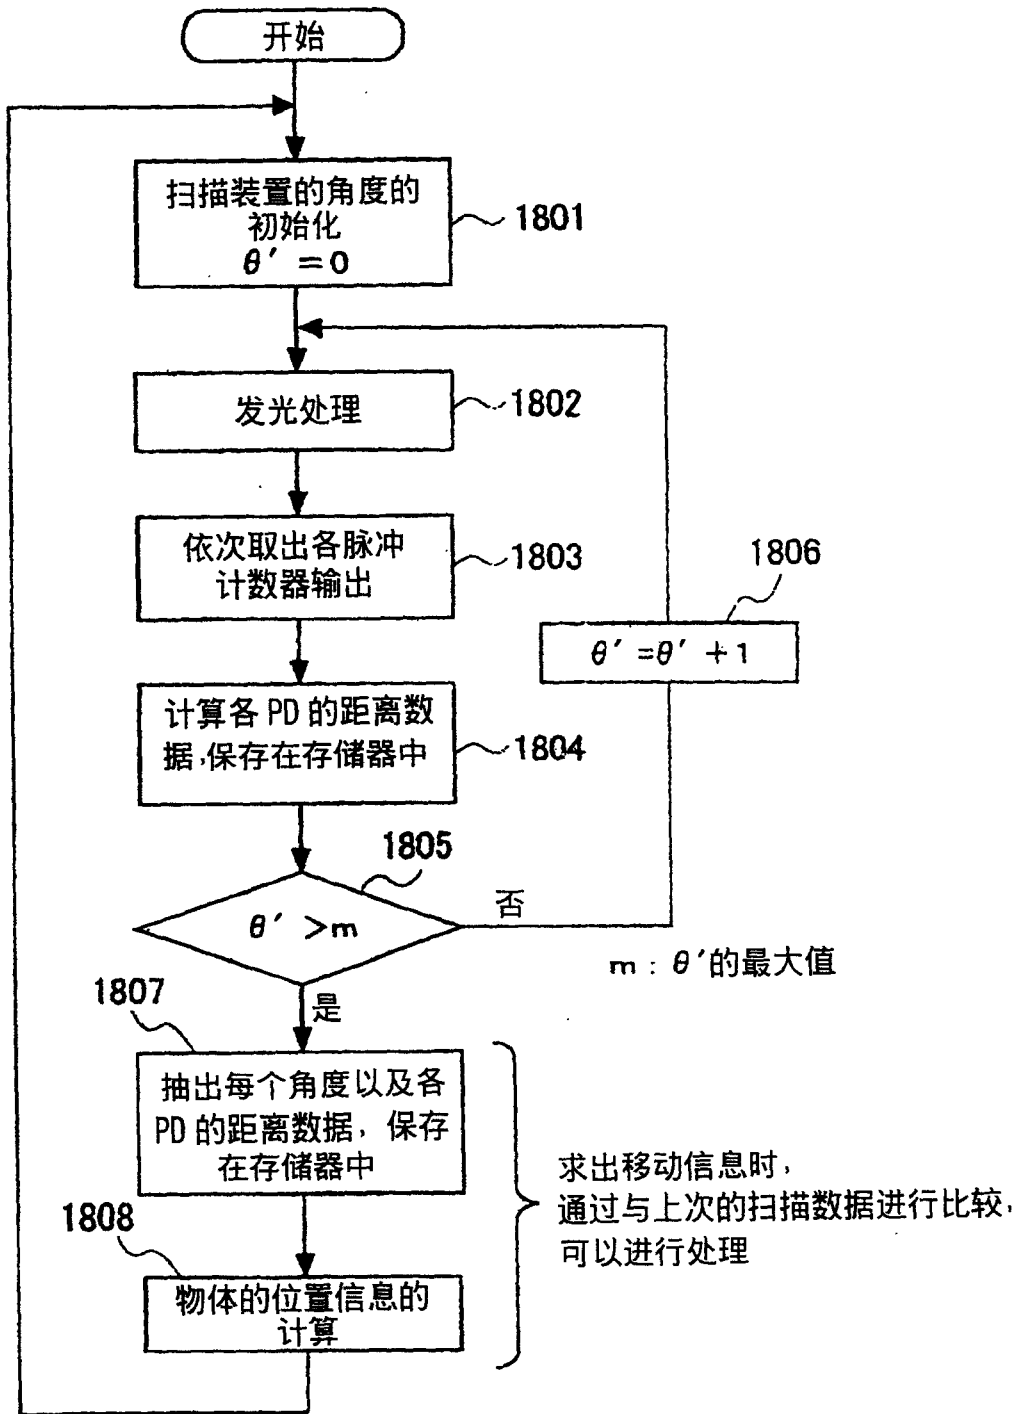 开始
扫描装置的角度的
初始化
θ′=0
1801
发光处理
1802
依次取出各脉冲
计数器输出
1803
1806
θ′=θ′+1
计算各PD的距离数
据,保存在存储器中
1804
1805
θ′>m
否
m:θ′的最大值
是
1807
抽出每个角度以及各
PD的距离数据,保存
在存储器中
1808
物体的位置信息的
计算
求出移动信息时,
通过与上次的扫描数据进行比较,
可以进行处理